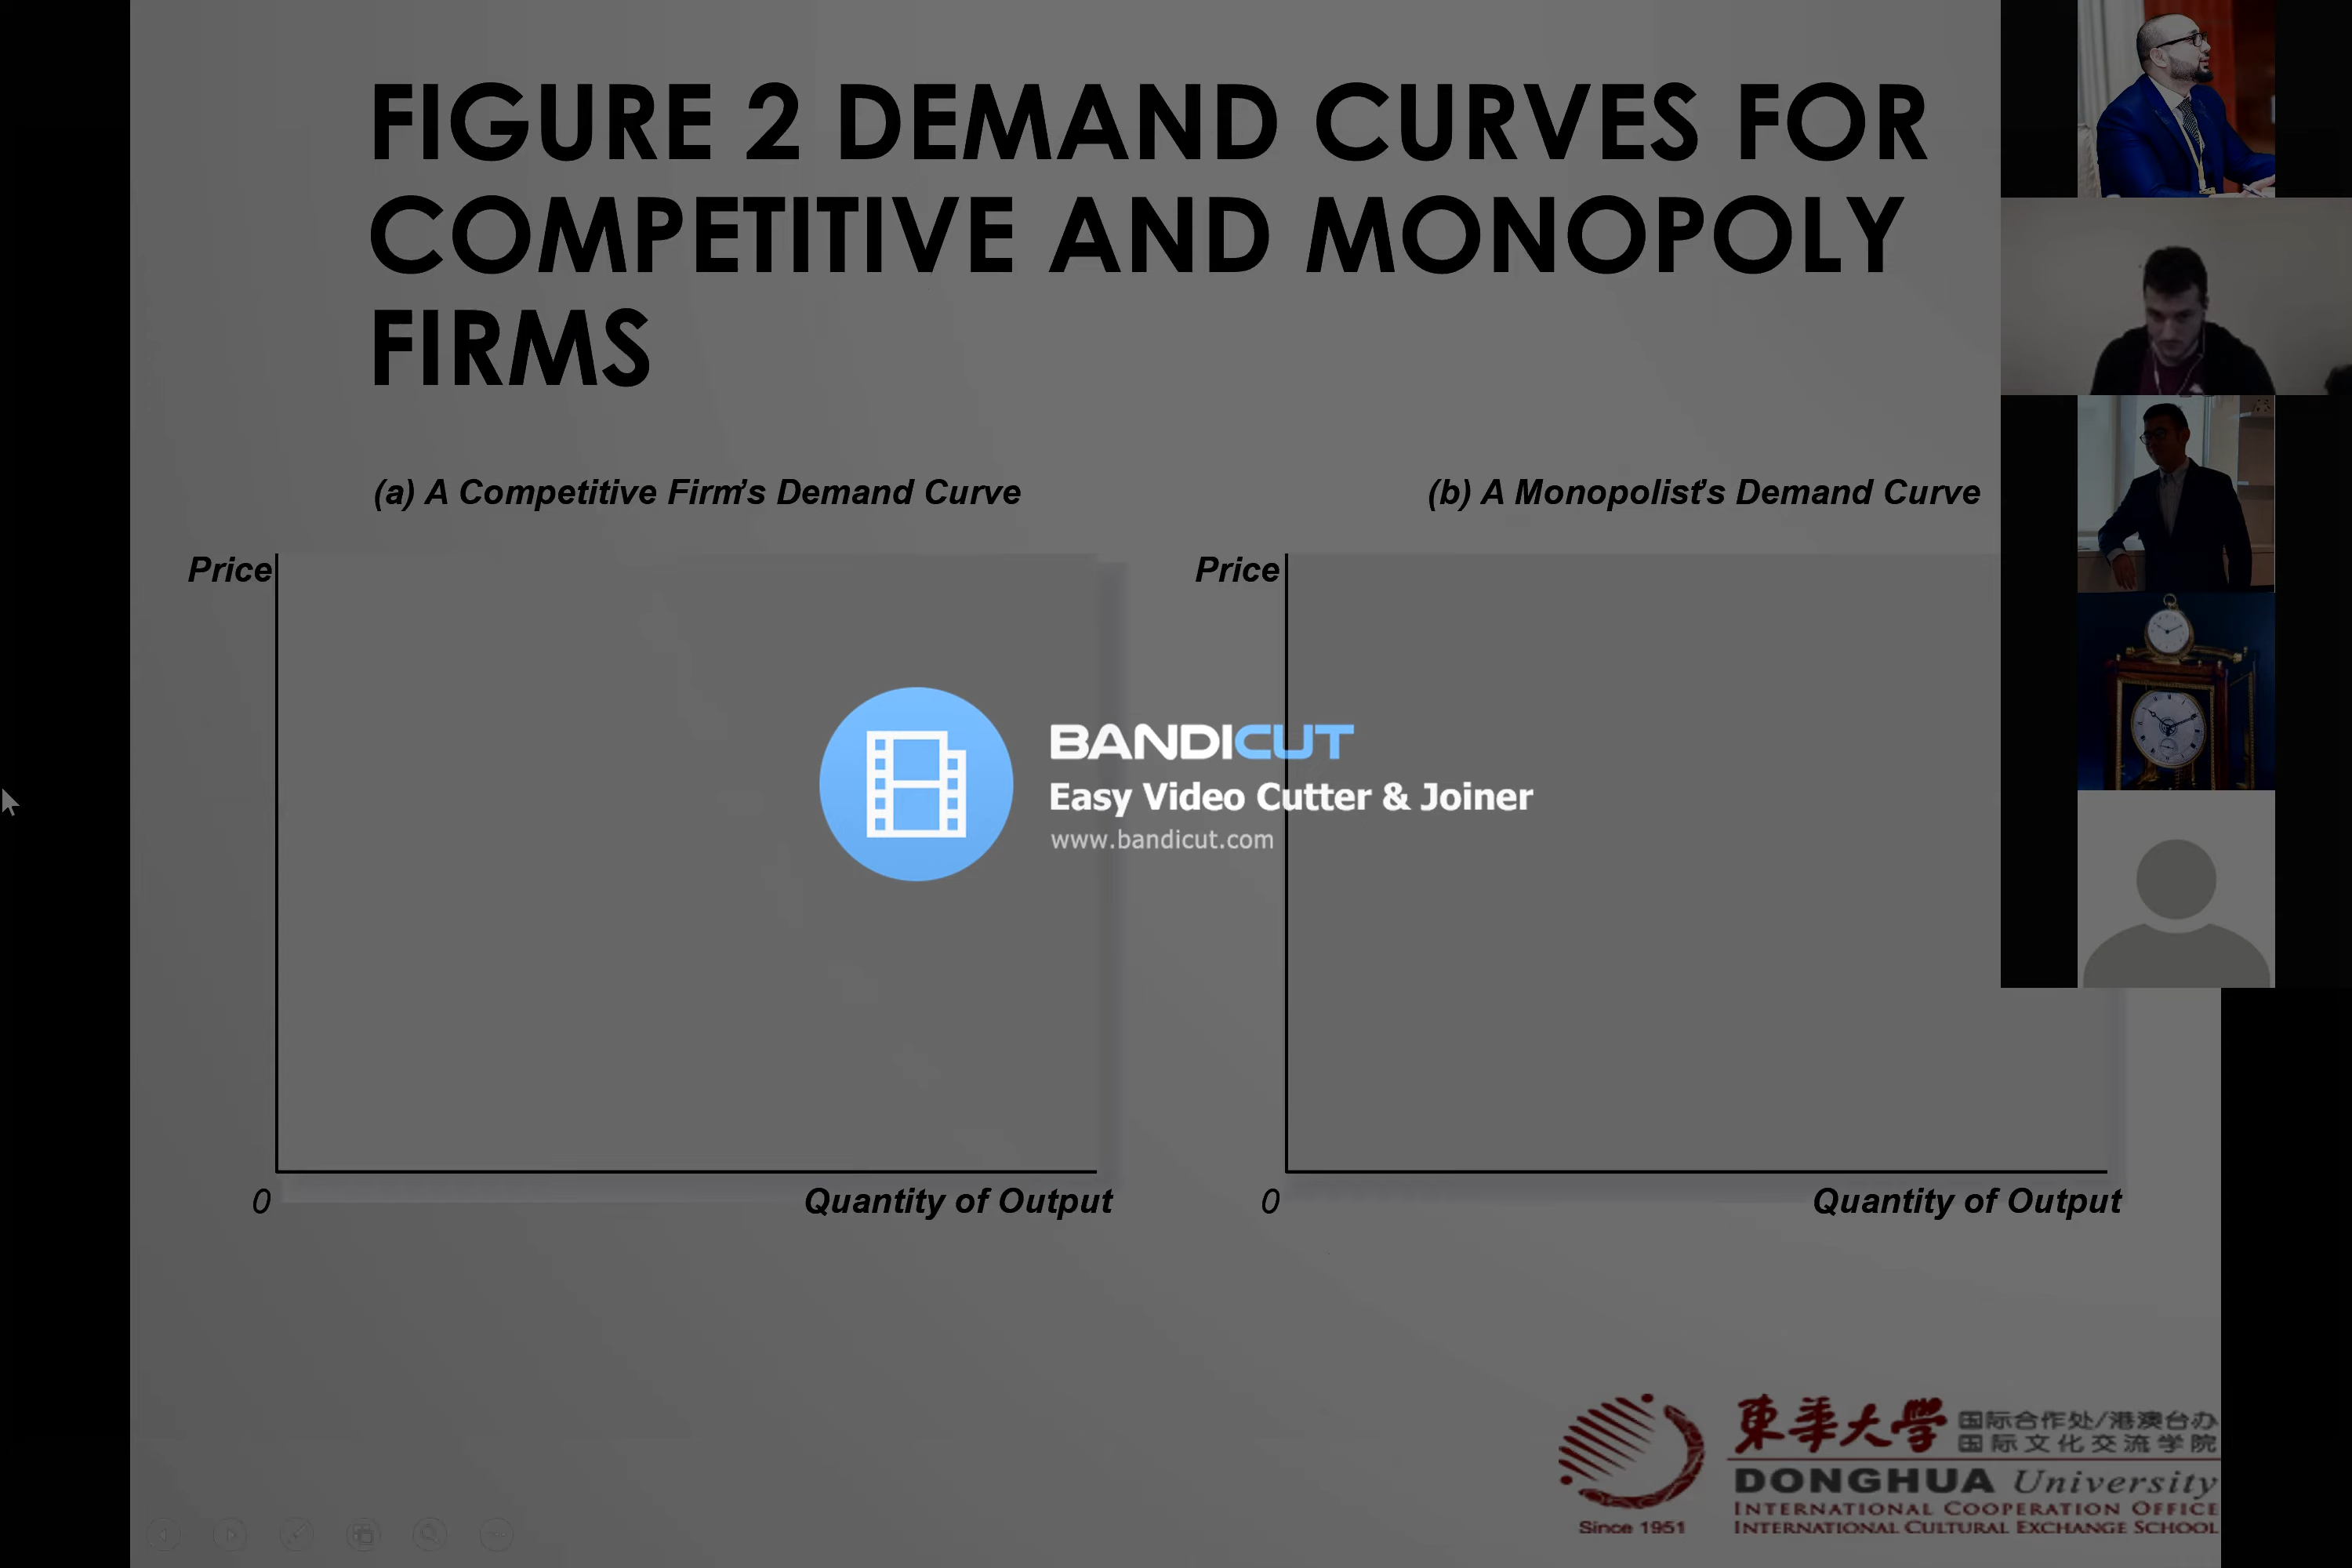 FIGURE 2 DEMAND CURVES FOR
COMPETITIVE AND MONOPOLY
FIRMS
(a) A Competitive Firm's Demand Curve
(b) A Monopolist's Demand Curve
Price
Price
BANDICUT
Easy Video Cutter & Joiner
www.bandicut.com
0
Quantity of Output
0
Quantity of Output
東華大學
国际合作处/港澳台办
国际文化交流学院
DONGHUA University
INTERNATIONAL COOPERATION OFFICE
Since 1951
INTERNATIONAL CULTURAL EXCHANGE SCHOOL